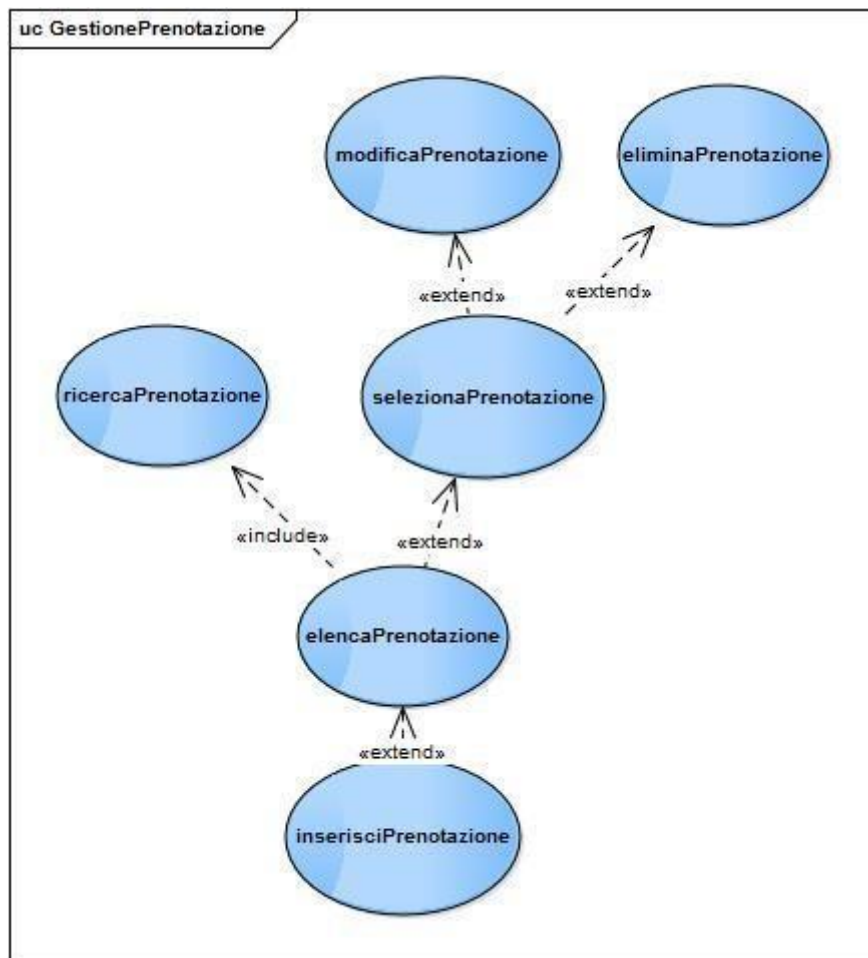 uc GestionePrenotazione
modificaPrenotazione
eliminaPrenotazione
«extend»
«extend»
ricercaPrenotazione
selezionaPrenotazione
«include»
«extend»
elencaPrenotazione
«extend»
inserisciPrenotazione